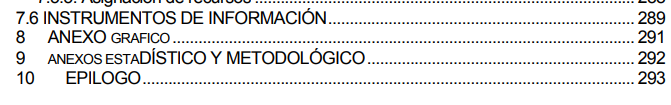 7.6 INSTRUMENTOS DE INFORMACIÓN 289
8 ANEXO GRAFICO 291
9 ANEXOS ESTADÍSTICO Y METODOLÓGICO 292
10 EPILOGO 293